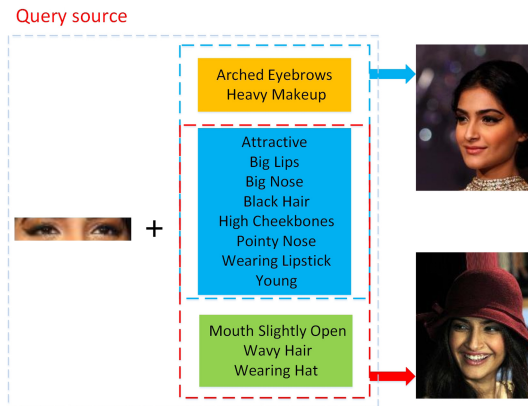 Query source
Arched Eyebrows
Heavy Makeup
Attractive
Big Lips
Big Nose
Black Hair
High Cheekbones
Pointy Nose
Wearing Lipstick
Young
+
Mouth Slightly Open
Wavy Hair
Wearing Hat